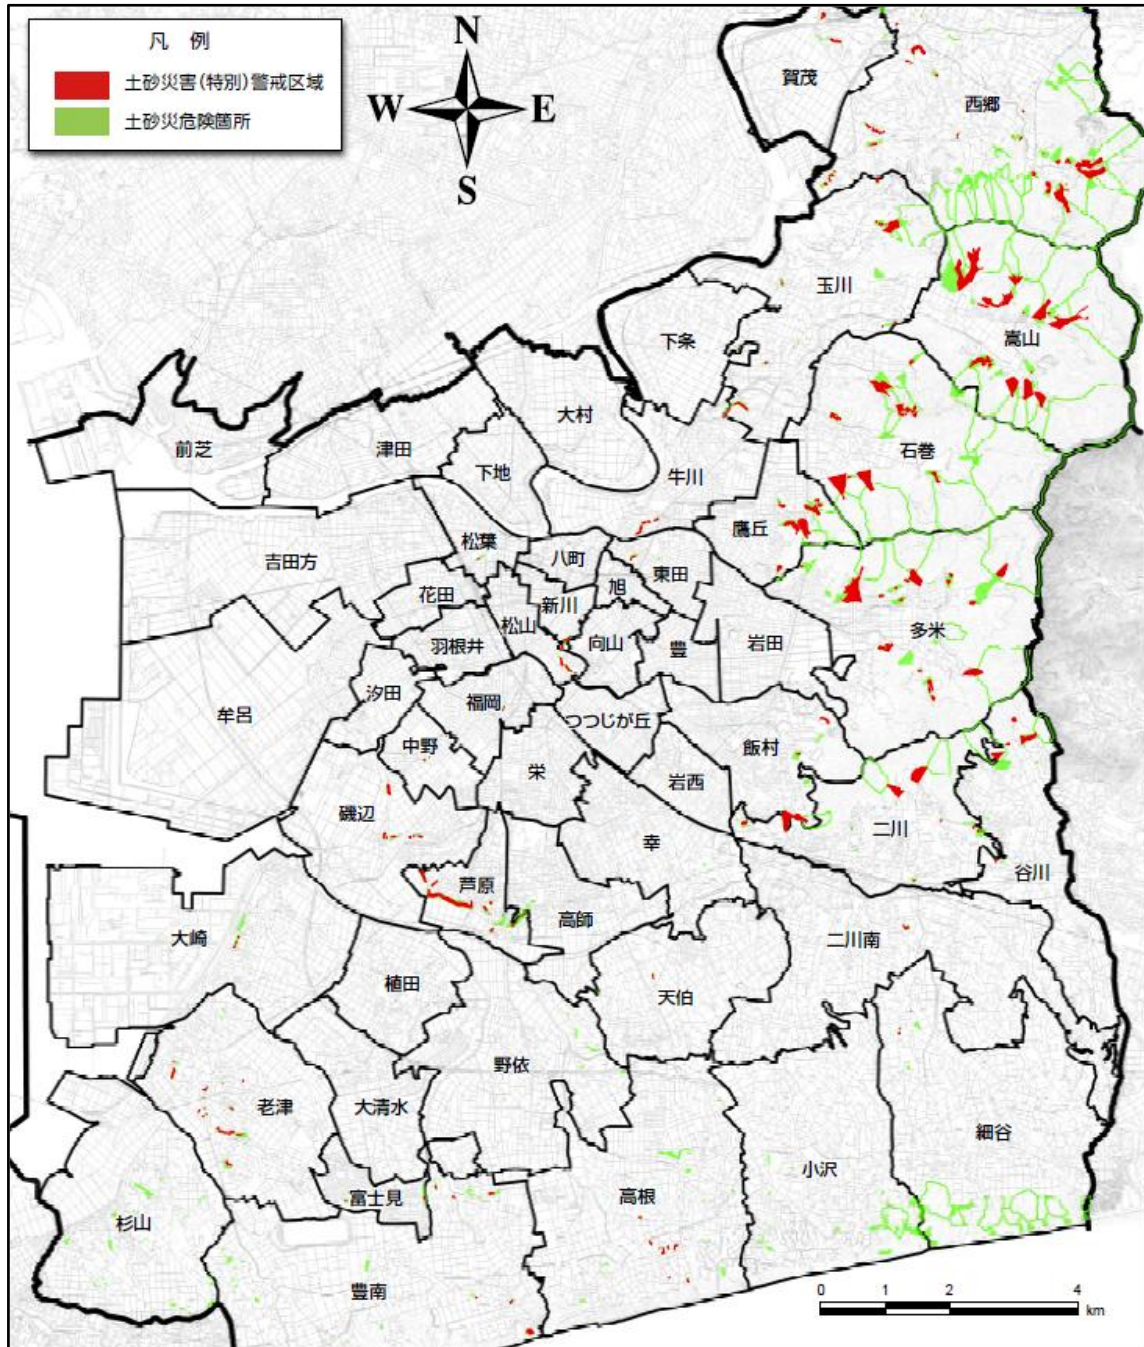 凡 例
土砂災害(特別)警戒区域
土砂災危険箇所
N
W E
S
賀茂
西郷
玉川
下条
嵩山
大村
前芝
津田
下地
牛川
石巻
鷹丘
吉田方
松葉
八町
東田
花田
新川
旭
松山
羽根井
向山
豊
岩田
多米
汐田
福岡
牟呂
つつじが丘
中野
飯村
栄
岩西
磯辺
幸
二川
谷川
芦原
高師
大崎
二川南
植田
天伯
野依
老津
大清水
細谷
小沢
富士見
高根
杉山
豊南
0 1 2 4
km